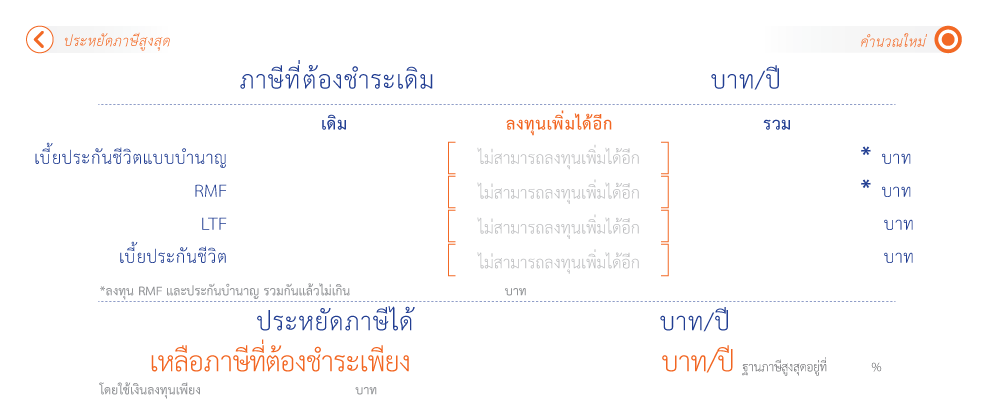 ประหยัดภาษีสูงสุด คำนวณใหม่
ภาษีที่ต้องชำระเดิม บาท/ปี
เดิม ลงทุนเพิ่มได้อีก รวม
เบี้ยประกันชีวิตแบบบำนาญ ไม่สามารถลงทุนเพิ่มได้อีก * บาท
RMF ไม่สามารถลงทุนเพิ่มได้อีก * บาท
LTF ไม่สามารถลงทุนเพิ่มได้อีก บาท
เบี้ยประกันชีวิต ไม่สามารถลงทุนเพิ่มได้อีก บาท
*ลงทุน RMF และประกันบำนาญ รวมกันแล้วไม่เกิน บาท
ประหยัดภาษีได้ บาท/ปี
เหลือภาษีที่ต้องชำระเพียง บาท/ปี ฐานภาษีสูงสุดอยู่ที่ %
โดยใช้เงินลงทุนเพียง บาท